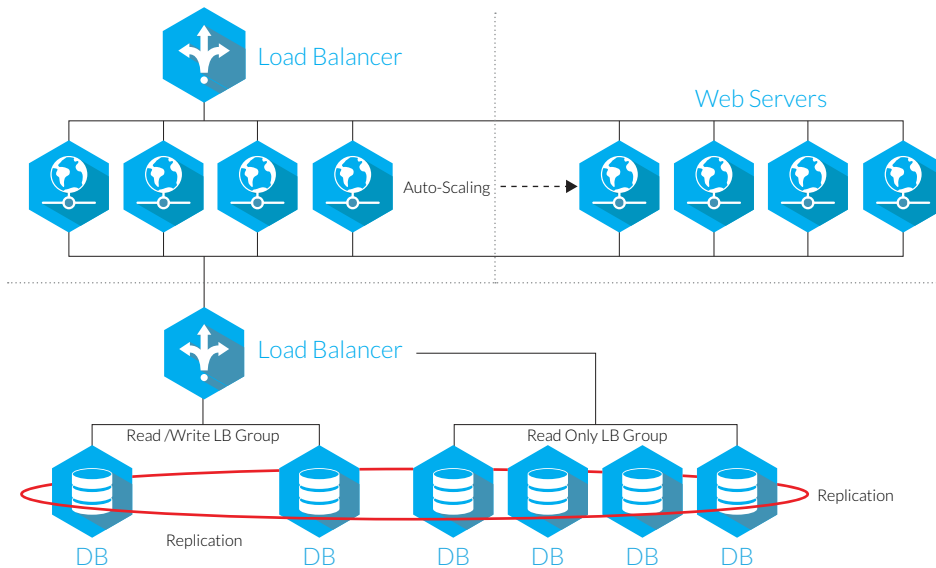 Load Balancer
Web Servers
Auto-Scaling
Load Balancer
Read /Write LB Group
Read Only LB Group
Replication
Replication
DB
DB
DB
DB
DB
DB